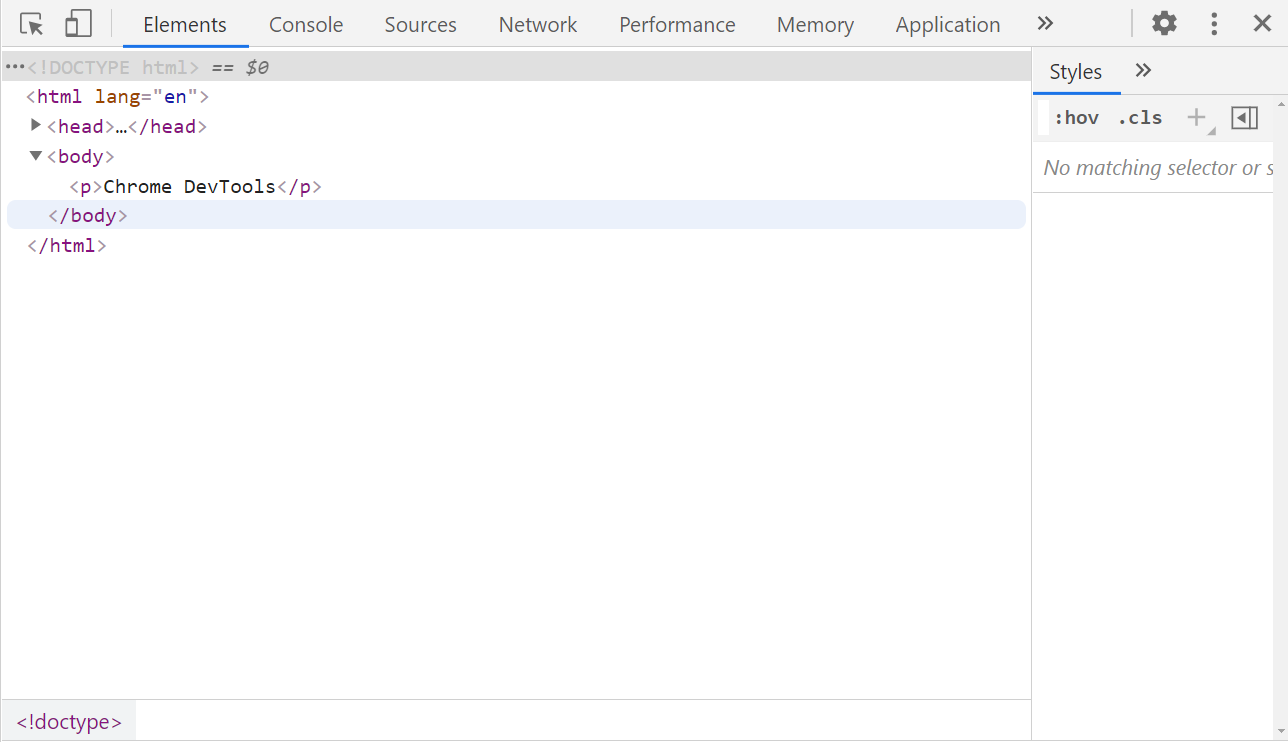 Elements Console Sources Network Performance Memory Application »
Styles »
…<!DOCTYPE html> == $0
<html lang="en">
<head>…</head>
<body>
<p>Chrome DevTools</p>
</body>
</html>
:hov .cls +
No matching selector or s
<!doctype>